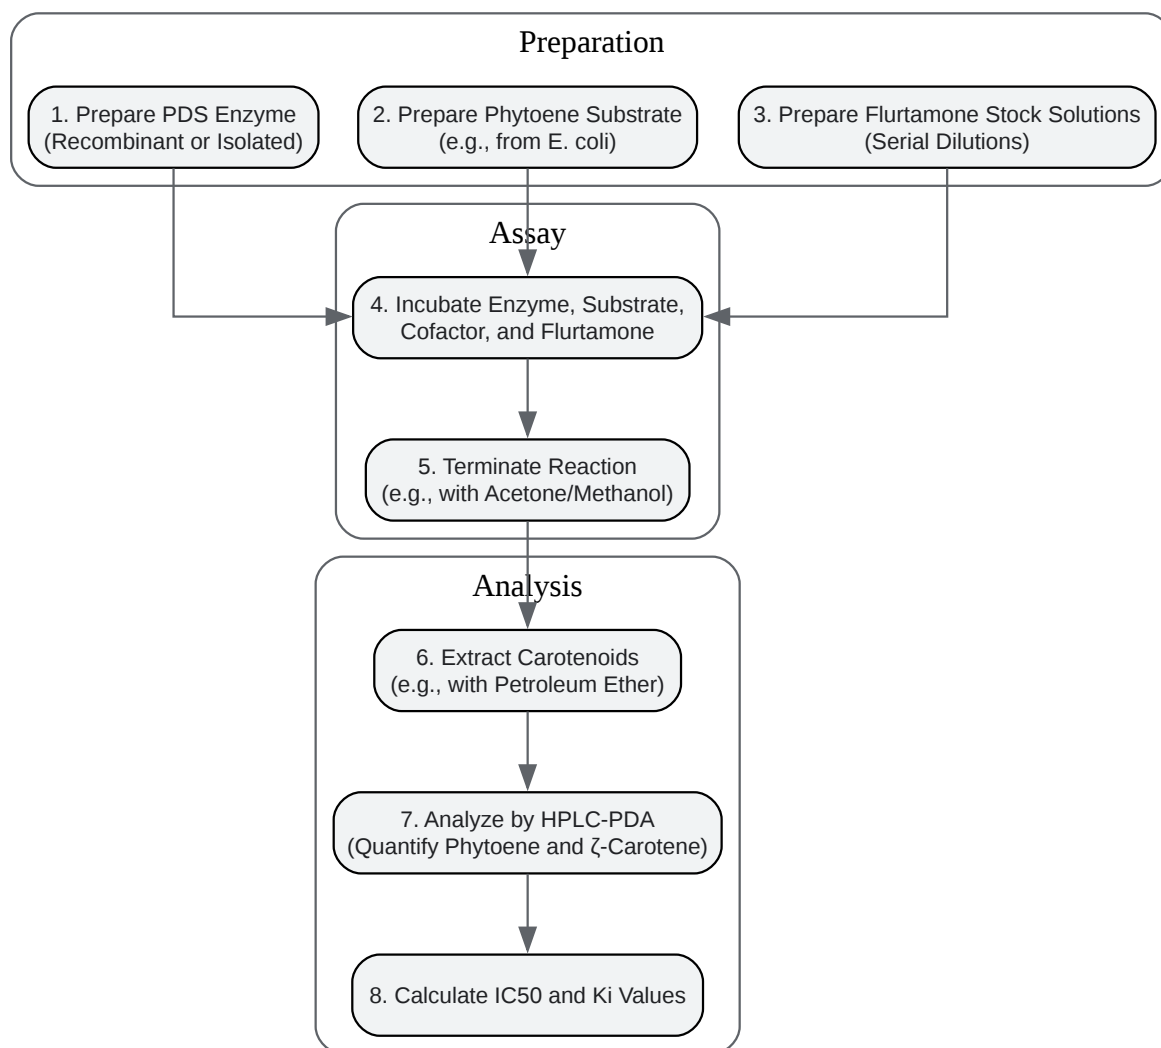 Preparation
1. Prepare PDS Enzyme
(Recombinant or Isolated)
2. Prepare Phytoene Substrate
(e.g., from E. coli)
3. Prepare Flurtamone Stock Solutions
(Serial Dilutions)
Assay
4. Incubate Enzyme, Substrate,
Cofactor, and Flurtamone
5. Terminate Reaction
(e.g., with Acetone/Methanol)
Analysis
6. Extract Carotenoids
(e.g., with Petroleum Ether)
7. Analyze by HPLC-PDA
(Quantify Phytoene and ζ-Carotene)
8. Calculate IC50 and Ki Values